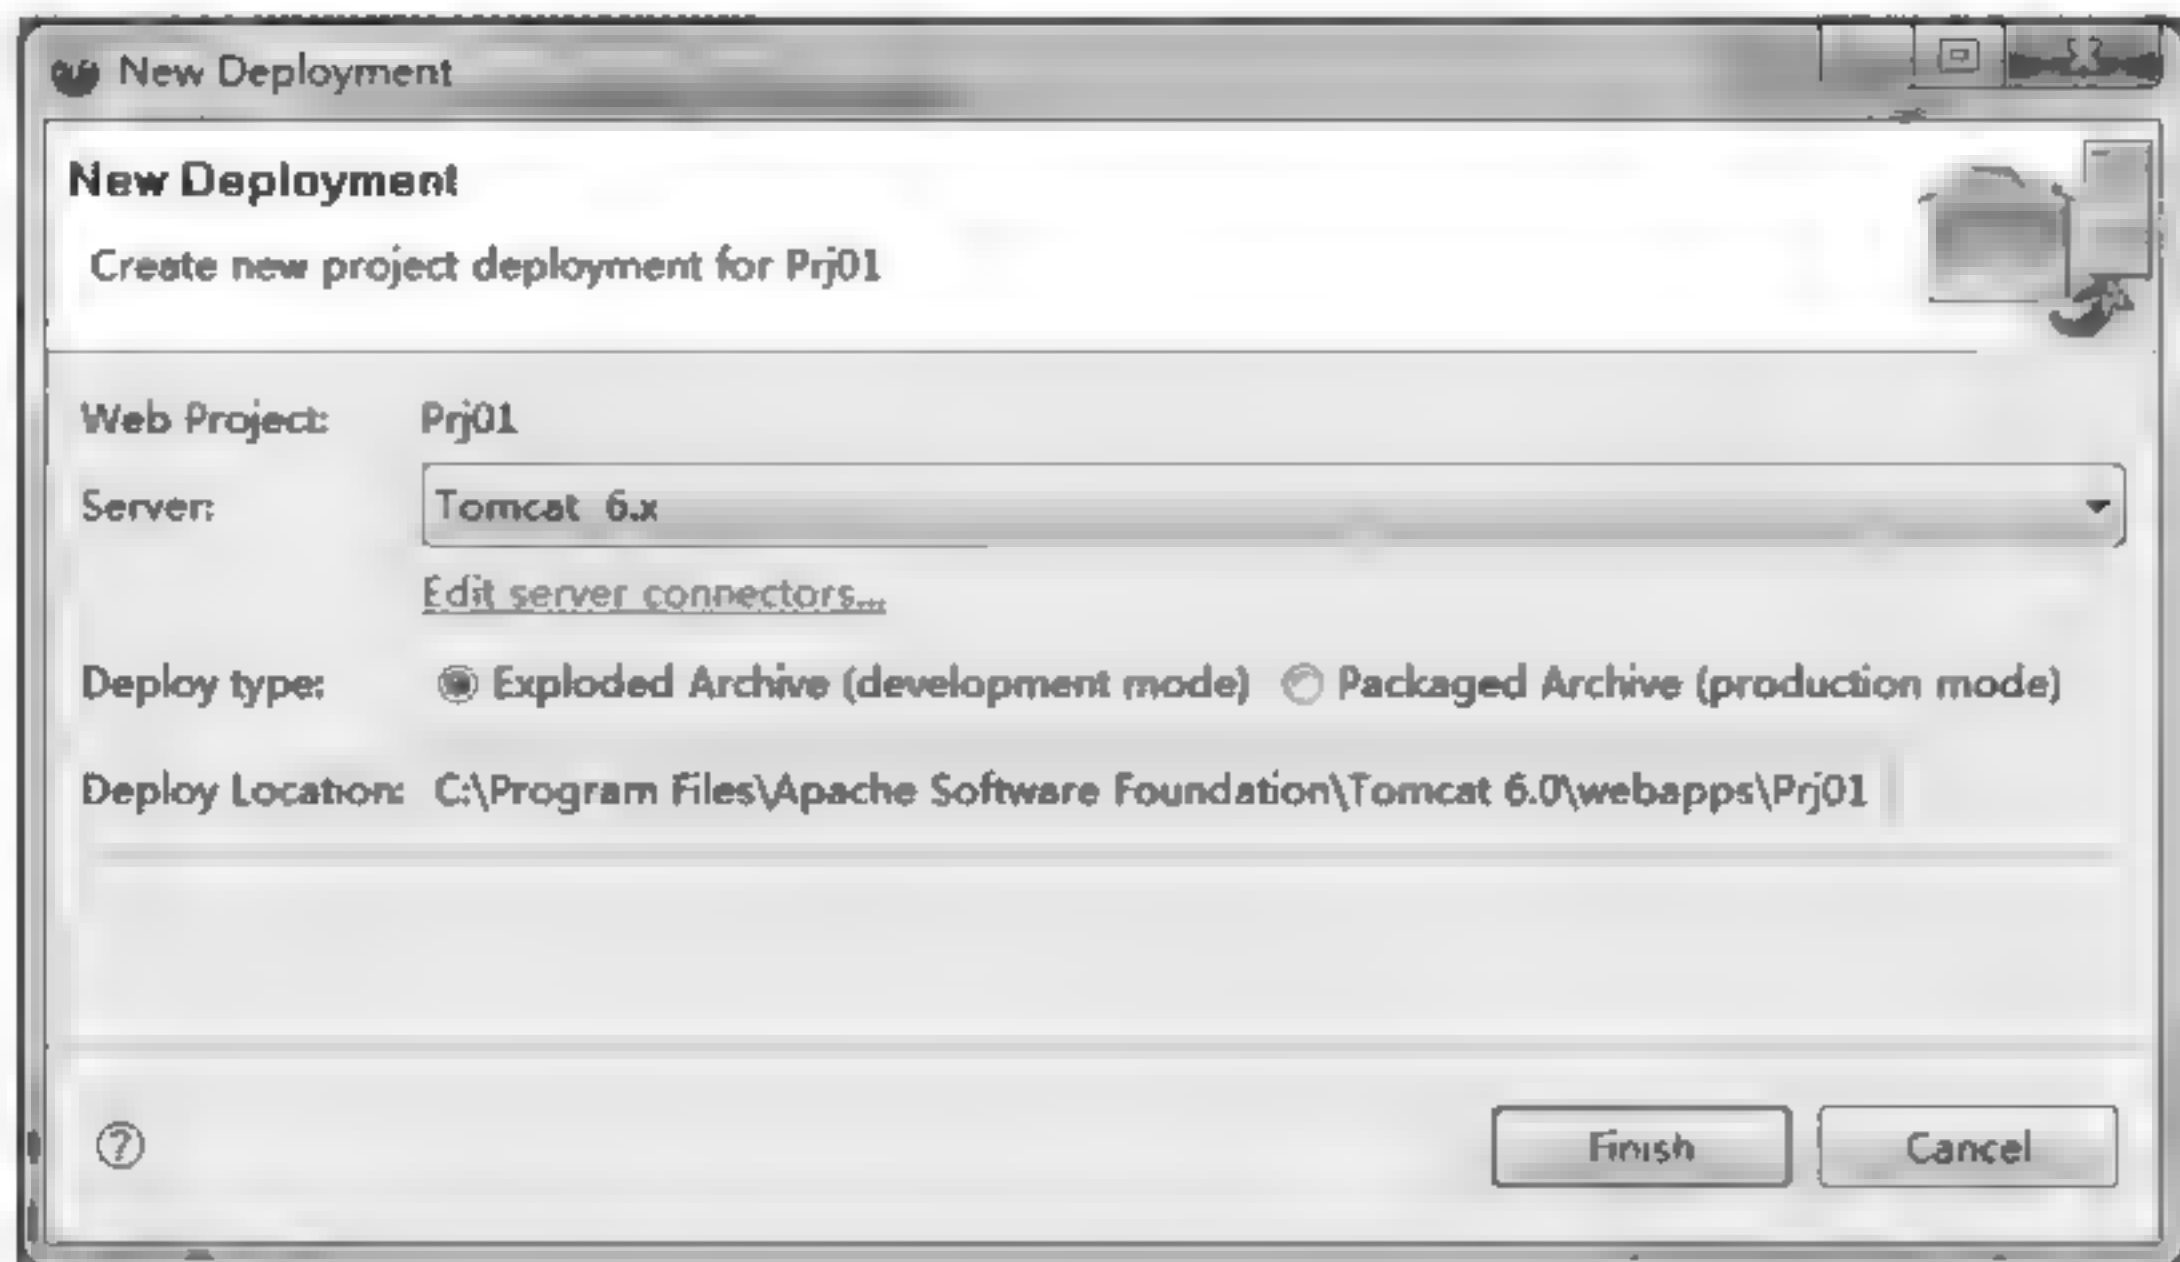 New Deployment
New Deployment
Create new project deployment for Prj01
Web Project: Prj01
Server: Tomcat 6.x
Edit server connectors...
Deploy type: Exploded Archive (development mode) Packaged Archive (production mode)
Deploy Location: C:\Program Files\Apache Software Foundation\Tomcat 6.0\webapps\Prj01
? Finish Cancel